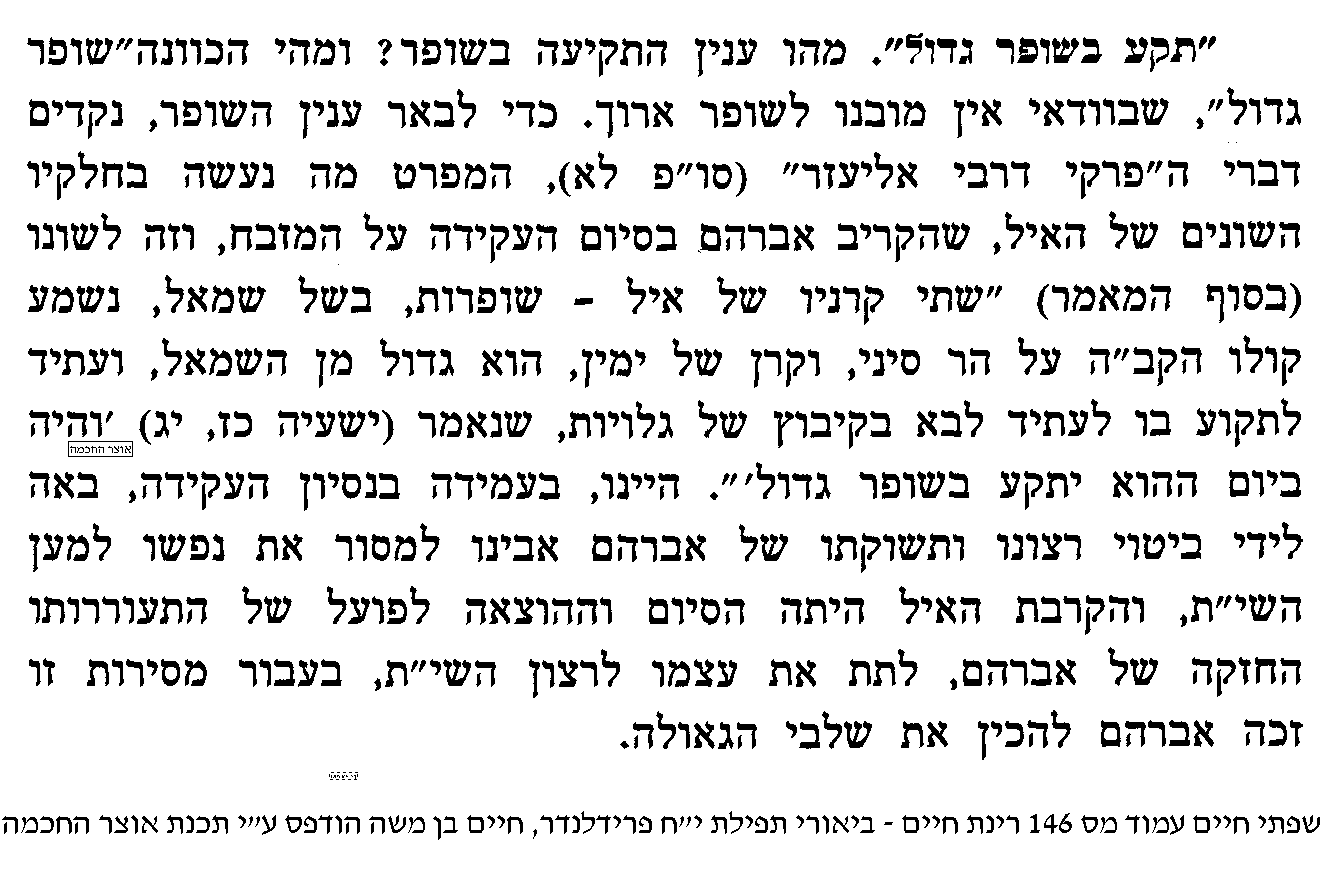 "תקע בשופר גדול". מהו ענין התקיעה בשופר? ומהי הכוונה "שופר
גדול", שבוודאי אין מובנו לשופר ארוך. כדי לבאר ענין השופר, נקדים
דברי ה"פרקי דרבי אליעזר" (סו"פ לא), המפרט מה נעשה בחלקיו
השונים של האיל, שהקריב אברהם בסיום העקידה על המזבח, וזה לשונו
(בסוף המאמר) "שתי קרניו של איל – שופרות, בשל שמאל, נשמע
קולו הקב"ה על הר סיני, וקרן של ימין, הוא גדול מן השמאל, ועתיד
לתקוע בו לעתיד לבא בקיבוץ של גלויות, שנאמר (ישעיה כז, יג) 'והיה
אוצר החכמה
ביום ההוא יתקע בשופר גדול'". היינו, בעמידה בנסיון העקידה, באה
לידי ביטוי רצונו ותשוקתו של אברהם אבינו למסור את נפשו למען
השי"ת, והקרבת האיל היתה הסיום וההוצאה לפועל של התעוררותו
החזקה של אברהם, לתת את עצמו לרצון השי"ת, בעבור מסירות זו
זכה אברהם להכין את שלבי הגאולה.
שפתי חיים עמוד מס 146 רינת חיים - ביאורי תפילת י"ח פרידלנדר, חיים בן משה הודפס ע"י תכנת אוצר החכמה